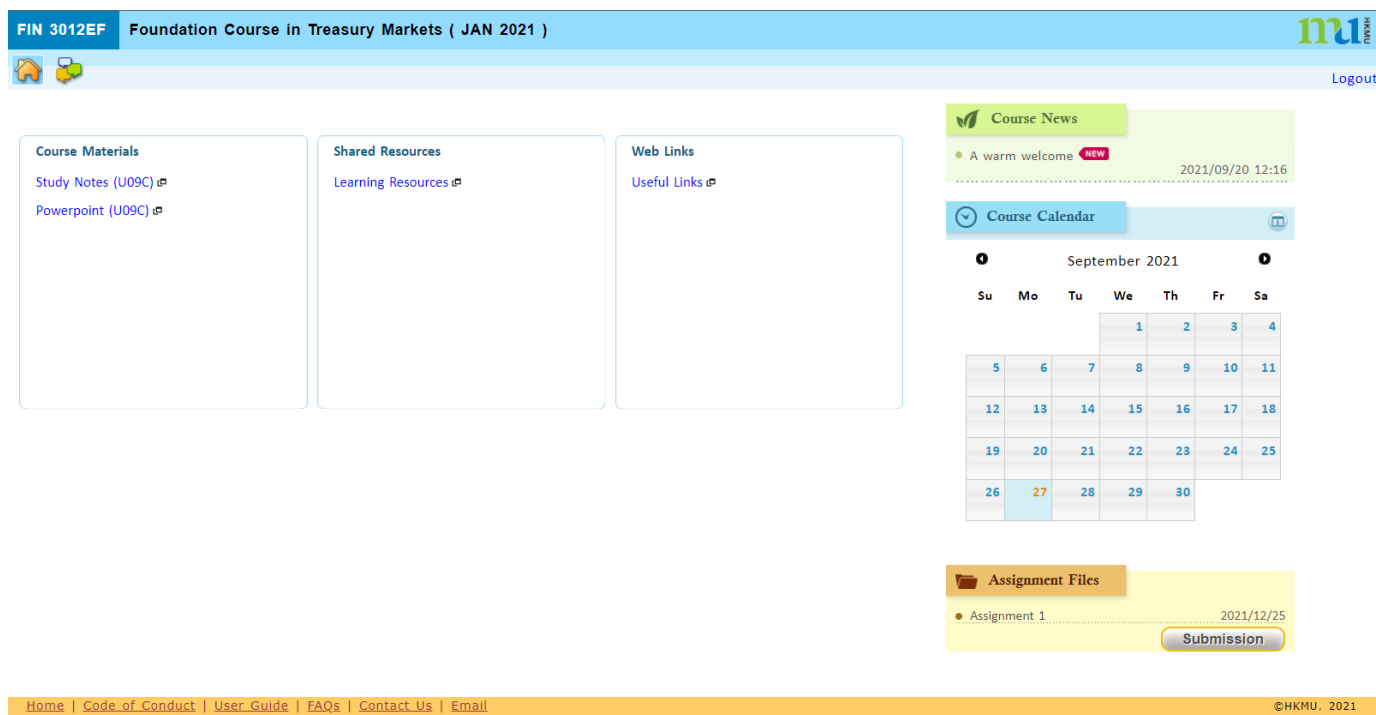 FIN 3012EF Foundation Course in Treasury Markets ( JAN 2021 )
mu HKMU
Logout
Course Materials
Study Notes (U09C)
Powerpoint (U09C)
Shared Resources
Learning Resources
Web Links
Useful Links
Course News
A warm welcome NEW
2021/09/20 12:16
Course Calendar
September 2021
Su Mo Tu We Th Fr Sa
1 2 3 4
5 6 7 8 9 10 11
12 13 14 15 16 17 18
19 20 21 22 23 24 25
26 27 28 29 30
Assignment Files
Assignment 1 2021/12/25
Submission
Home | Code of Conduct | User Guide | FAQs | Contact Us | Email
©HKMU, 2021